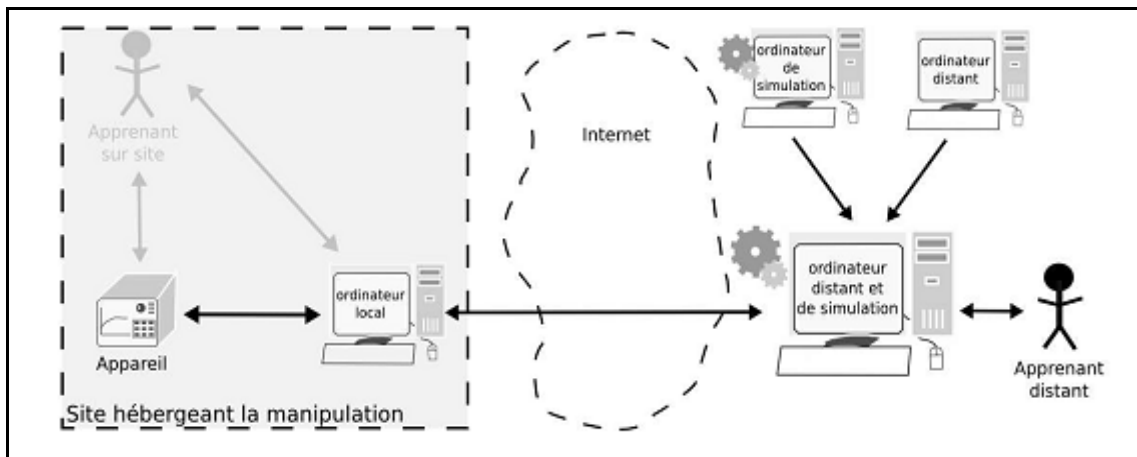 Apprenant
sur site
Appareil
ordinateur
local
Site hébergeant la manipulation
Internet
ordinateur
de
simulation
ordinateur
distant
ordinateur
distant et
de simulation
Apprenant
distant